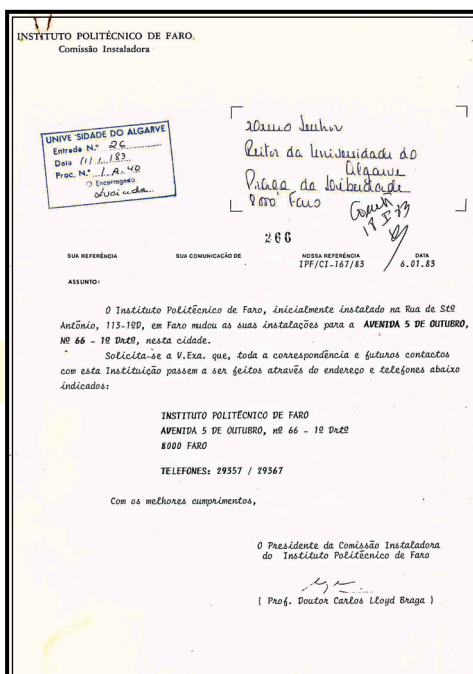 INSTITUTO POLITÉCNICO DE FARO
Comissão Instaladora
UNIVE SIDADE DO ALGARVE
Entrada N.º 26
Data 11/1/83
Proc. N.º 1.A.40
O Encarregado
Lucinda
Senhor
Reitor da Universidade do
Algarve
Praça da Liberdade
8000 Faro
266
SUA REFERÊNCIA SUA COMUNICAÇÃO DE NOSSA REFERÊNCIA DATA
IPF/CI-167/83 6.01.83
ASSUNTO:
O Instituto Politécnico de Faro, inicialmente instalado na Rua de Stº
António, 113-1ºD, em Faro mudou as suas instalações para a AVENIDA 5 DE OUTUBRO,
Nº 66 - 1º Drtº, nesta cidade.
Solicita-se a V.Exa. que, toda a correspondência e futuros contactos
com esta Instituição passem a ser feitos através do endereço e telefones abaixo
indicados:
INSTITUTO POLITÉCNICO DE FARO
AVENIDA 5 DE OUTUBRO, nº 66 - 1º Drtº
8000 FARO
TELEFONES: 29357 / 29367
Com os melhores cumprimentos,
O Presidente da Comissão Instaladora
do Instituto Politécnico de Faro
( Prof. Doutor Carlos Lloyd Braga )